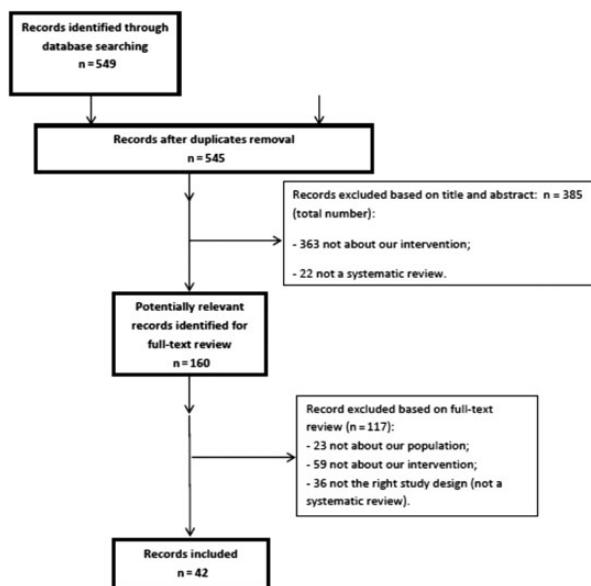 Records identified through
database searching
n = 549
Records after duplicates removal
n = 545
Records excluded based on title and abstract: n = 385
(total number):
- 363 not about our intervention;
- 22 not a systematic review.
Potentially relevant
records identified for
full-text review
n = 160
Record excluded based on full-text
review (n = 117):
- 23 not about our population;
- 59 not about our intervention;
- 36 not the right study design (not a
systematic review).
Records included
n = 42